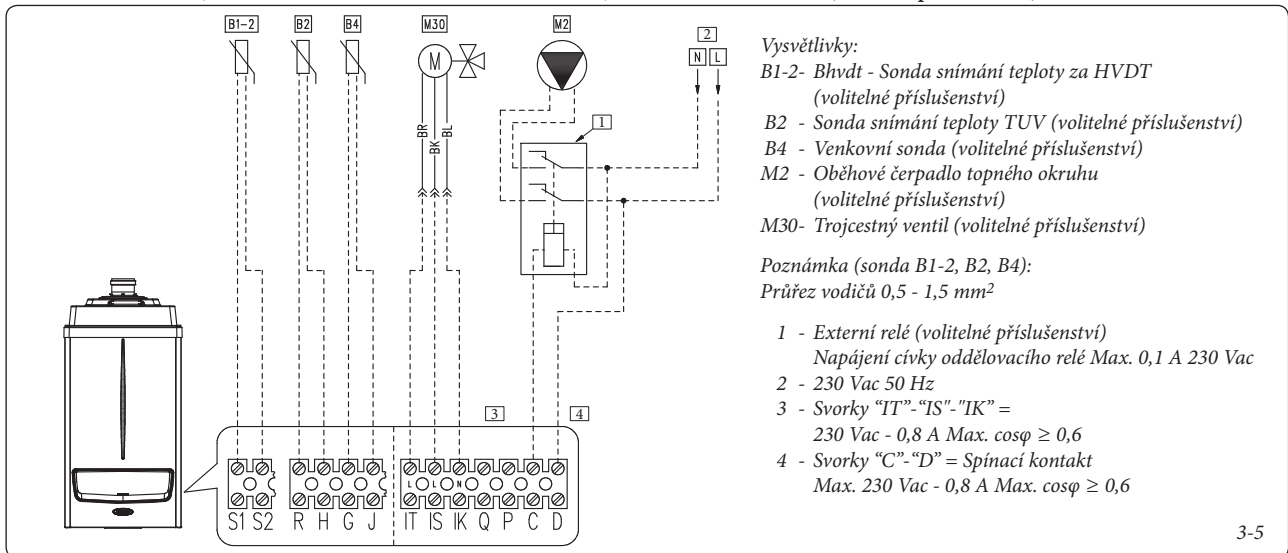 B1-2 B2 B4 M30 M2 2
N L
M
BR BK BL
1
3 4
L L N
S1 S2 R H G J IT IS IK Q P C D
Vysvětlivky:
B1-2- Bhvdt - Sonda snímání teploty za HVDT
(volitelné příslušenství)
B2 - Sonda snímání teploty TUV (volitelné příslušenství)
B4 - Venkovní sonda (volitelné příslušenství)
M2 - Oběhové čerpadlo topného okruhu
(volitelné příslušenství)
M30- Trojcestný ventil (volitelné příslušenství)
Poznámka (sonda B1-2, B2, B4):
Průřez vodičů 0,5 - 1,5 mm²
1 - Externí relé (volitelné příslušenství)
Napájení cívky oddělovacího relé Max. 0,1 A 230 Vac
2 - 230 Vac 50 Hz
3 - Svorky “IT”-“IS"-"IK” =
230 Vac - 0,8 A Max. cosφ ≥ 0,6
4 - Svorky “C”-“D” = Spínací kontakt
Max. 230 Vac - 0,8 A Max. cosφ ≥ 0,6
3-5